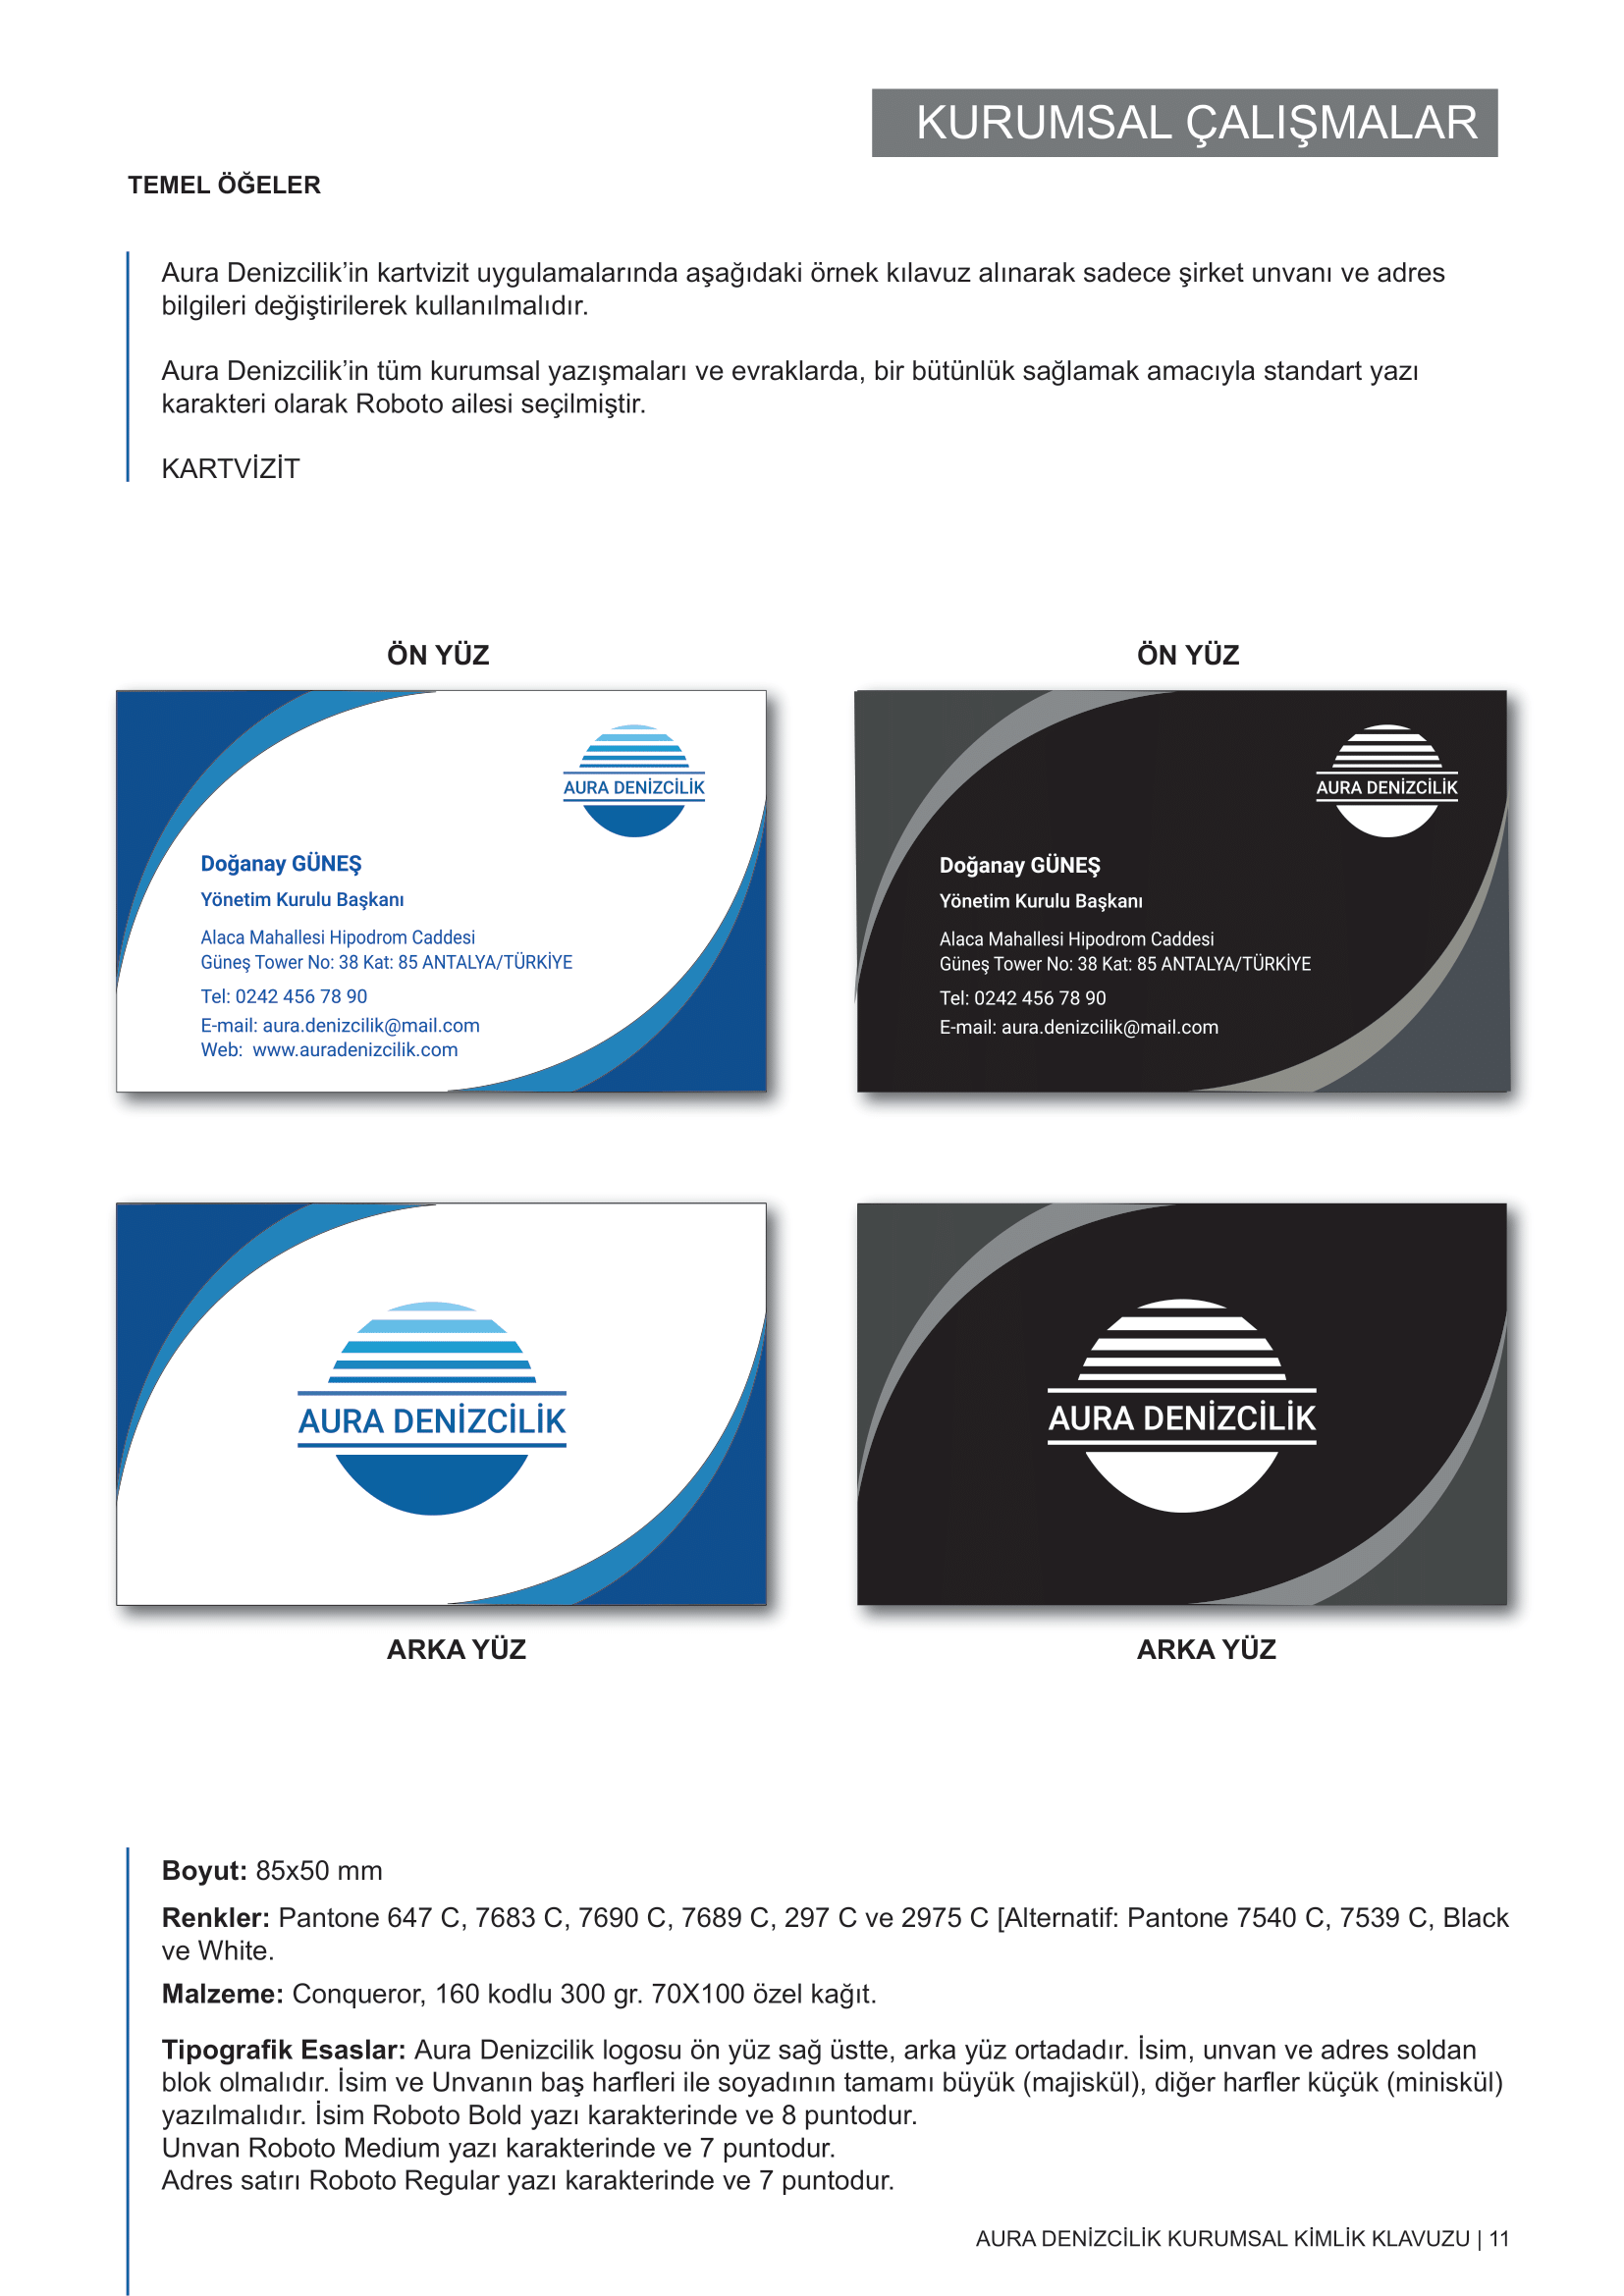 KURUMSAL ÇALIŞMALAR
TEMEL ÖĞELER
Aura Denizcilik’in kartvizit uygulamalarında aşağıdaki örnek kılavuz alınarak sadece şirket unvanı ve adres
bilgileri değiştirilerek kullanılmalıdır.
Aura Denizcilik’in tüm kurumsal yazışmaları ve evraklarda, bir bütünlük sağlamak amacıyla standart yazı
karakteri olarak Roboto ailesi seçilmiştir.
KARTVİZİT
ÖN YÜZ
AURA DENİZCİLİK
Doğanay GÜNEŞ
Yönetim Kurulu Başkanı
Alaca Mahallesi Hipodrom Caddesi
Güneş Tower No: 38 Kat: 85 ANTALYA/TÜRKİYE
Tel: 0242 456 78 90
E-mail: aura.denizcilik@mail.com
Web: www.auradenizcilik.com
ÖN YÜZ
AURA DENİZCİLİK
Doğanay GÜNEŞ
Yönetim Kurulu Başkanı
Alaca Mahallesi Hipodrom Caddesi
Güneş Tower No: 38 Kat: 85 ANTALYA/TÜRKİYE
Tel: 0242 456 78 90
E-mail: aura.denizcilik@mail.com
AURA DENİZCİLİK
ARKA YÜZ
AURA DENİZCİLİK
ARKA YÜZ
Boyut: 85x50 mm
Renkler: Pantone 647 C, 7683 C, 7690 C, 7689 C, 297 C ve 2975 C [Alternatif: Pantone 7540 C, 7539 C, Black
ve White.
Malzeme: Conqueror, 160 kodlu 300 gr. 70X100 özel kağıt.
Tipografik Esaslar: Aura Denizcilik logosu ön yüz sağ üstte, arka yüz ortadadır. İsim, unvan ve adres soldan
blok olmalıdır. İsim ve Unvanın baş harfleri ile soyadının tamamı büyük (majiskül), diğer harfler küçük (miniskül)
yazılmalıdır. İsim Roboto Bold yazı karakterinde ve 8 puntodur.
Unvan Roboto Medium yazı karakterinde ve 7 puntodur.
Adres satırı Roboto Regular yazı karakterinde ve 7 puntodur.
AURA DENİZCİLİK KURUMSAL KİMLİK KLAVUZU | 11